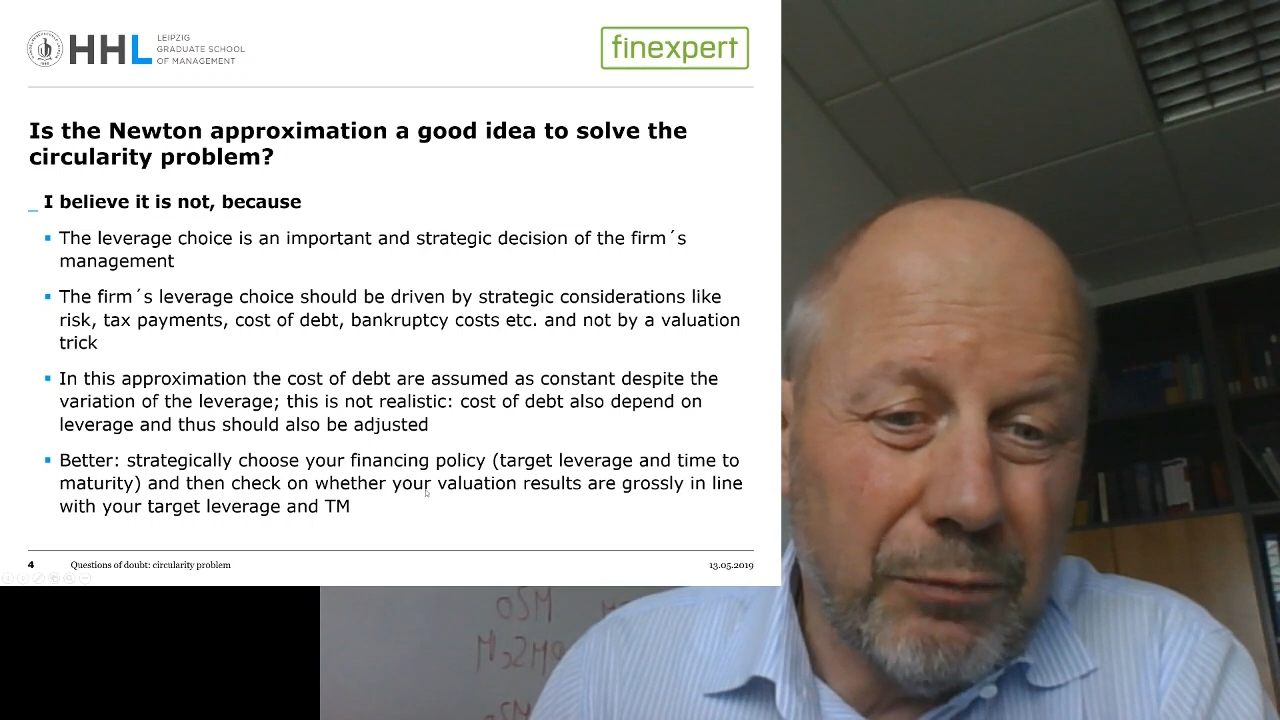 HHL
LEIPZIG
GRADUATE SCHOOL
OF MANAGEMENT
finexpert
Is the Newton approximation a good idea to solve the
circularity problem?
_ I believe it is not, because
▪ The leverage choice is an important and strategic decision of the firm´s
management
▪ The firm´s leverage choice should be driven by strategic considerations like
risk, tax payments, cost of debt, bankruptcy costs etc. and not by a valuation
trick
▪ In this approximation the cost of debt are assumed as constant despite the
variation of the leverage; this is not realistic: cost of debt also depend on
leverage and thus should also be adjusted
▪ Better: strategically choose your financing policy (target leverage and time to
maturity) and then check on whether your valuation results are grossly in line
with your target leverage and TM
4 Questions of doubt: circularity problem 13.05.2019